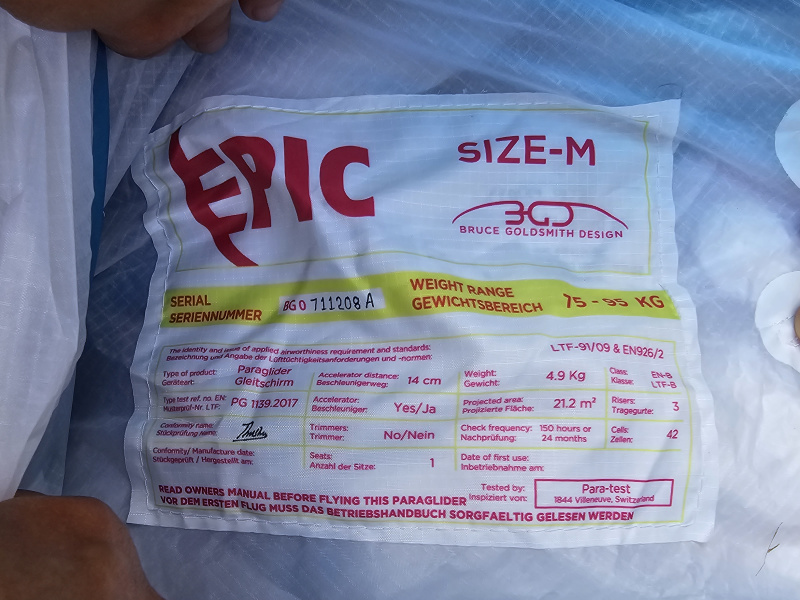 EPIC
SIZE-M
BGD
BRUCE GOLDSMITH DESIGN
SERIAL
SERIENNUMMER
BGO 711208 A
WEIGHT RANGE
GEWICHTSBEREICH
75 - 95 KG
The identity and issue of applied airworthiness requirement and standards:
Bezeichnung und Angabe der Lufttüchtigkeitsanforderungen und -normen:
LTF-91/09 & EN926/2
Type of product:
Geräteart:
Paraglider
Gleitschirm
Accelerator distance:
Beschleunigerweg:
14 cm
Weight:
Gewicht:
4.9 Kg
Class:
Klasse:
EN-B
LTF-B
Type test ref. no. EN:
Musterprüf-Nr. LTF:
PG 1139.2017
Accelerator:
Beschleuniger:
Yes/Ja
Projected area:
Projizierte Fläche:
21.2 m²
Risers:
Tragegurte:
3
Conformity name:
Stückprüfung Name:
Trimmers:
Trimmer:
No/Nein
Check frequency:
Nachprüfung:
150 hours or
24 months
Cells:
Zellen:
42
Conformity/ Manufacture date:
Stückgeprüft / Hergestellt am:
Seats:
Anzahl der Sitze:
1
Date of first use:
Inbetriebnahme am:
READ OWNERS MANUAL BEFORE FLYING THIS PARAGLIDER
VOR DEM ERSTEN FLUG MUSS DAS BETRIEBSHANDBUCH SORGFAELTIG GELESEN WERDEN
Tested by:
Inspiziert von:
Para-test
1844 Villeneuve, Switzerland